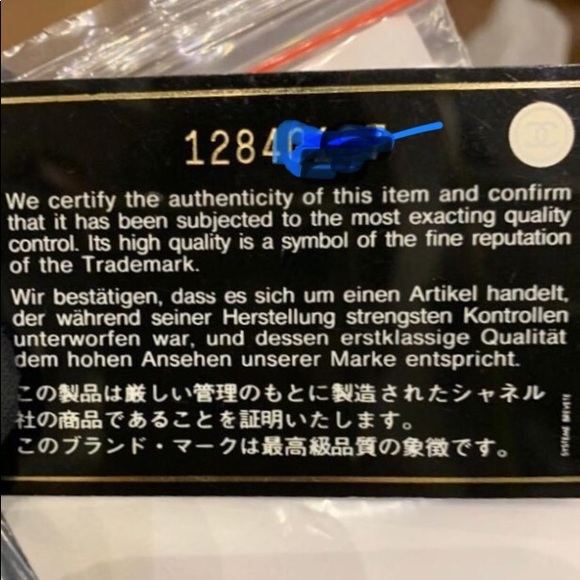 1284
We certify the authenticity of this item and confirm
that it has been subjected to the most exacting quality
control. Its high quality is a symbol of the fine reputation
of the Trademark.
Wir bestätigen, dass es sich um einen Artikel handelt,
der während seiner Herstellung strengsten Kontrollen
unterworfen war, und dessen erstklassige Qualität
dem hohen Ansehen unserer Marke entspricht.
この製品は厳しい管理のもとに製造されたシャネル
社の商品であることを証明いたします。
このブランド・マークは最高級品質の象徴です。